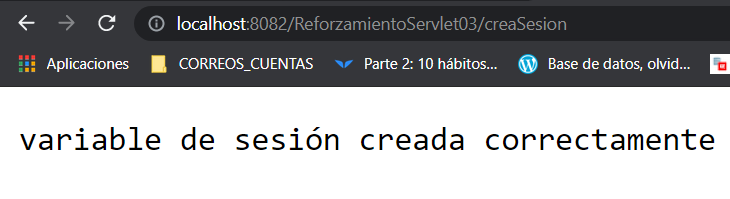 localhost:8082/ReforzamientoServlet03/creaSesion
Aplicaciones CORREOS_CUENTAS Parte 2: 10 hábitos... Base de datos, olvid...
variable de sesión creada correctamente